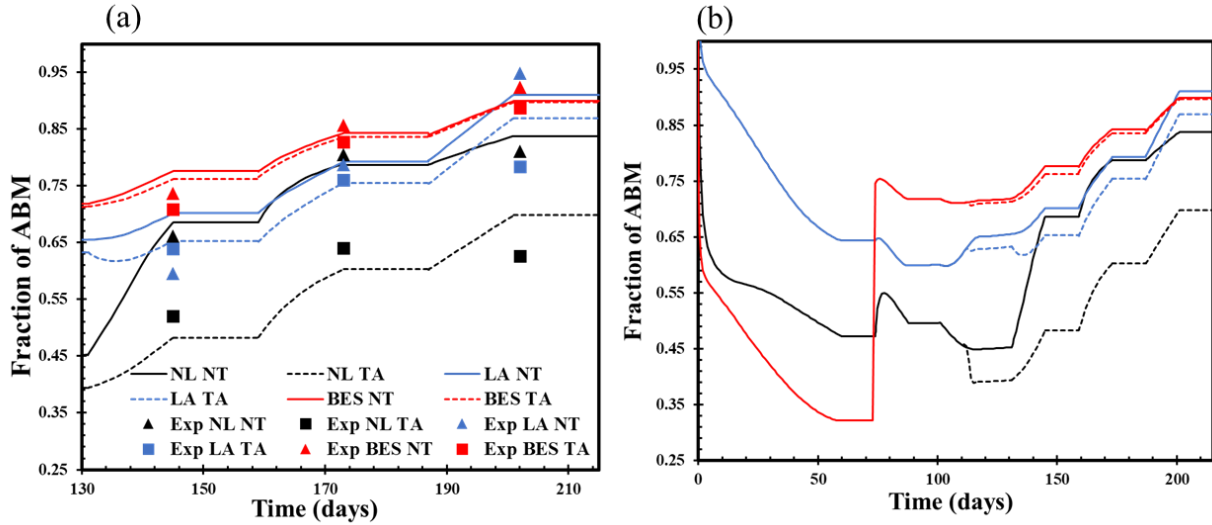 (a)
Fraction of ABM
0.95
0.85
0.75
0.65
0.55
0.45
0.35
0.25
NL NT
NL TA
LA NT
LA TA
BES NT
BES TA
Exp NL NT
Exp NL TA
Exp LA NT
Exp LA TA
Exp BES NT
Exp BES TA
130
150
170
190
210
Time (days)
(b)
Fraction of ABM
0.95
0.85
0.75
0.65
0.55
0.45
0.35
0.25
0
50
100
150
200
Time (days)